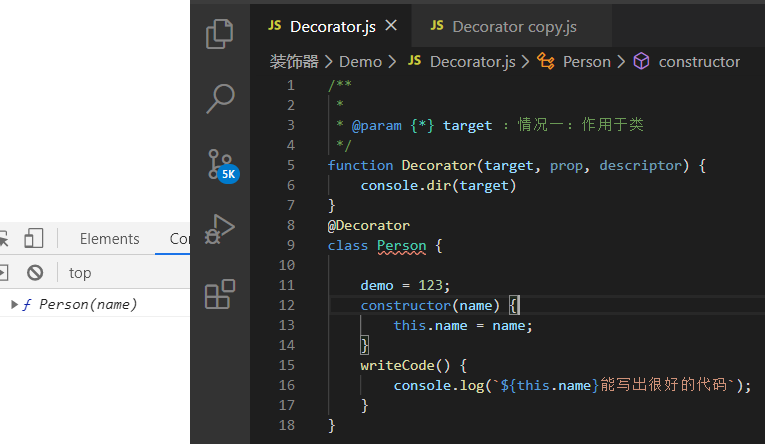 JS Decorator.js
JS Decorator copy.js
装饰器 > Demo > JS Decorator.js > Person > constructor
5K
Elements
Con
top
ƒ Person(name)
1 /**
2 *
3 * @param {*} target : 情况一: 作用于类
4 */
5 function Decorator(target, prop, descriptor) {
6 console.dir(target)
7 }
8 @Decorator
9 class Person {
10
11 demo = 123;
12 constructor(name) {
13 this.name = name;
14 }
15 writeCode() {
16 console.log(`${this.name}能写出很好的代码`);
17 }
18 }